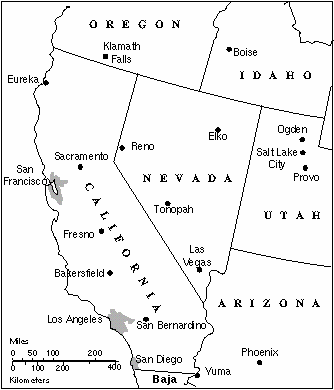 OREGON
Klamath
Falls
Boise
IDAHO
Eureka
Reno
Elko
Ogden
Salt Lake
City
Provo
Sacramento
San
Francisco
NEVADA
UTAH
CALIFORNIA
Tonopah
Fresno
Las
Vegas
Bakersfield
ARIZONA
Los Angeles
San Bernardino
Miles
0 50 100 200
0 100 200 400
Kilometers
San Diego
Baja
Yuma
Phoenix